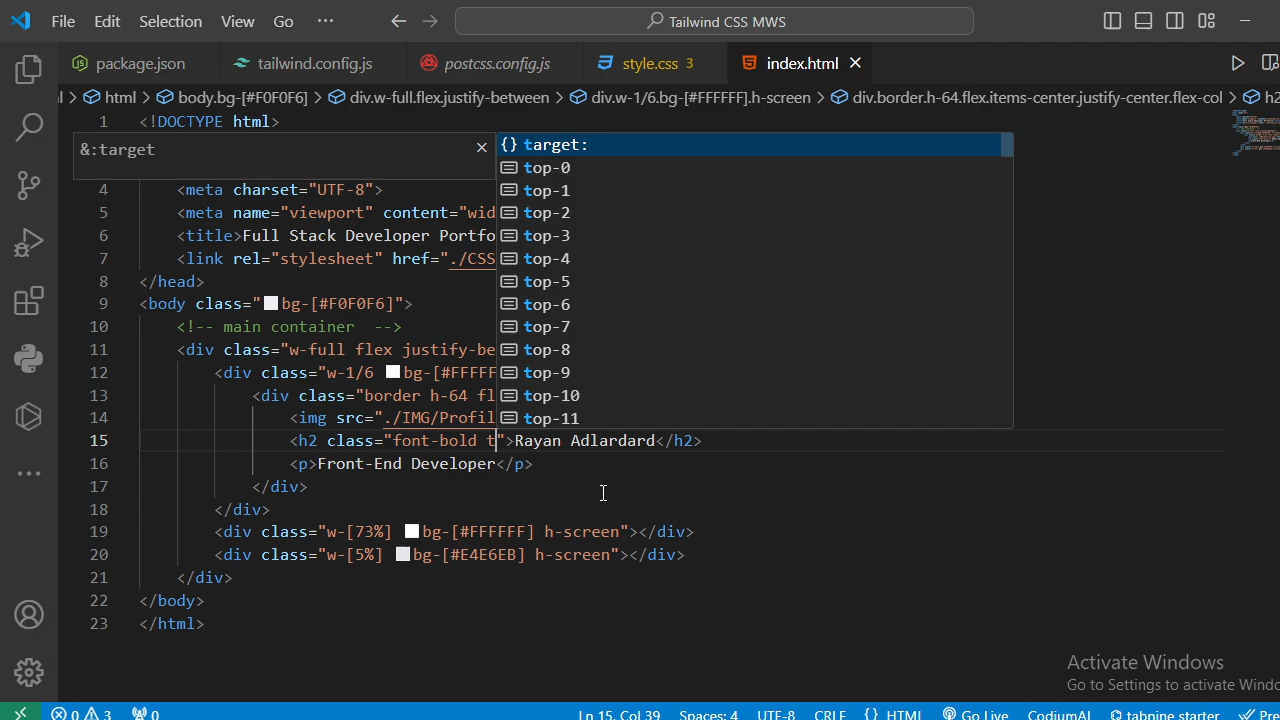 File Edit Selection View Go ··· Tailwind CSS MWS
package.json tailwind.config.js postcss.config.js style.css 3 index.html
html > body.bg-[#F0F0F6] > div.w-full.flex.justify-between > div.w-1/6.bg-[#FFFFFF].h-screen > div.border.h-64.flex.items-center.justify-center.flex-col > h2
1 <!DOCTYPE html>
&:target
target:
top-0
4 <meta charset="UTF-8">
top-1
5 <meta name="viewport" content="wid
top-2
6 <title>Full Stack Developer Portfo
top-3
7 <link rel="stylesheet" href="./CSS
top-4
8 </head>
top-5
9 <body class="bg-[#F0F0F6]">
top-6
10 <!-- main container -->
top-7
11 <div class="w-full flex justify-be
top-8
12 <div class="w-1/6 bg-[#FFFFF
top-9
13 <div class="border h-64 fl
top-10
14 <img src="./IMG/Profil
top-11
15 <h2 class="font-bold t">Rayan Adlardard</h2>
16 <p>Front-End Developer</p>
17 </div>
18 </div>
19 <div class="w-[73%] bg-[#FFFFFF] h-screen"></div>
20 <div class="w-[5%] bg-[#E4E6EB] h-screen"></div>
21 </div>
22 </body>
23 </html>
Activate Windows
Go to Settings to activate Windo
0 3 0 Ln 15, Col 39 Spaces: 4 UTF-8 CRLF {} HTML Go Live CodiumAI tabnine starter Pre